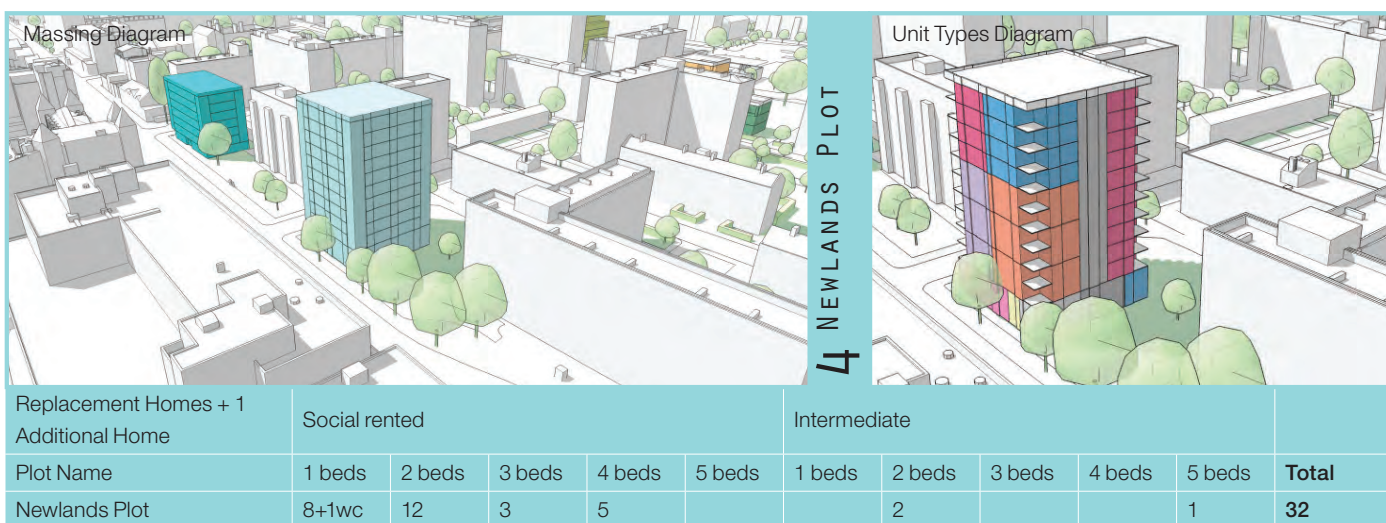 Massing Diagram
4 NEWLANDS PLOT
Unit Types Diagram
Replacement Homes + 1
Additional Home
Social rented
Intermediate
Plot Name 1 beds 2 beds 3 beds 4 beds 5 beds 1 beds 2 beds 3 beds 4 beds 5 beds Total
Newlands Plot 8+1wc 12 3 5 2 1 32